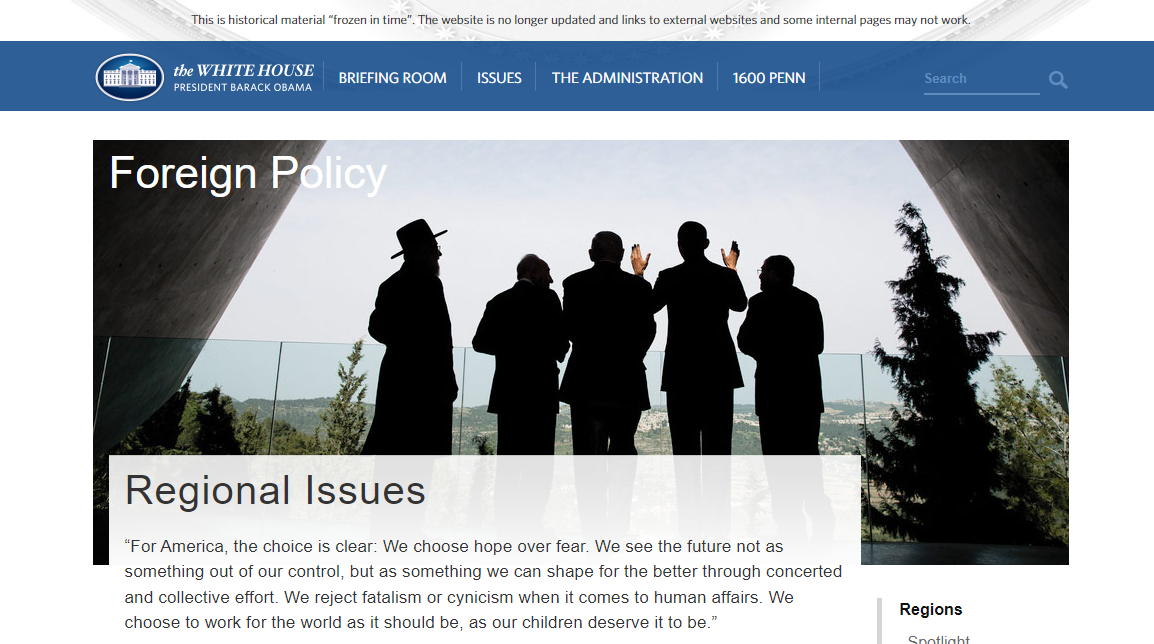 This is historical material “frozen in time”. The website is no longer updated and links to external websites and some internal pages may not work.
the WHITE HOUSE
PRESIDENT BARACK OBAMA
BRIEFING ROOM
ISSUES
THE ADMINISTRATION
1600 PENN
Search
Foreign Policy
Regional Issues
“For America, the choice is clear: We choose hope over fear. We see the future not as
something out of our control, but as something we can shape for the better through concerted
and collective effort. We reject fatalism or cynicism when it comes to human affairs. We
choose to work for the world as it should be, as our children deserve it to be.”
Regions
Spotlight